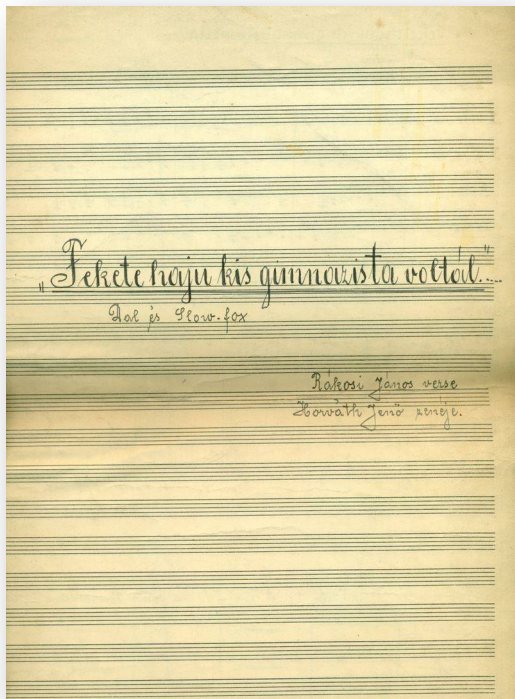 „Fekete haju kis gimnazista voltál..."....
Dal és Slow-fox
Rákosi János verse
Horváth Jenő zenéje.